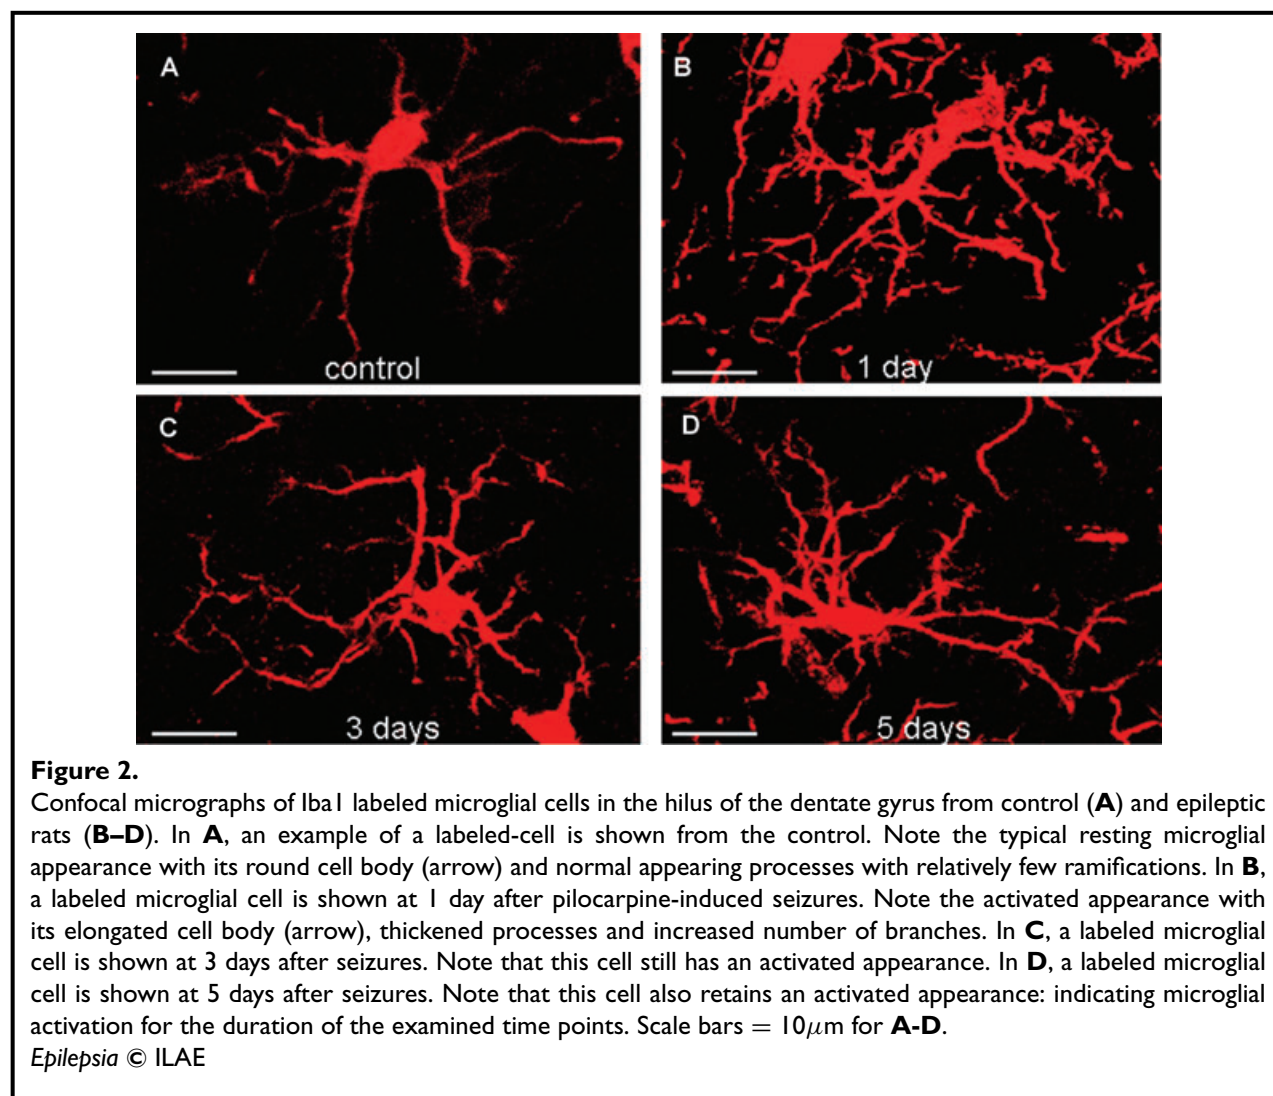 A
B
control
1 day
C
D
3 days
5 days
Figure 2.
Confocal micrographs of Iba1 labeled microglial cells in the hilus of the dentate gyrus from control (A) and epileptic
rats (B–D). In A, an example of a labeled-cell is shown from the control. Note the typical resting microglial
appearance with its round cell body (arrow) and normal appearing processes with relatively few ramifications. In B,
a labeled microglial cell is shown at 1 day after pilocarpine-induced seizures. Note the activated appearance with
its elongated cell body (arrow), thickened processes and increased number of branches. In C, a labeled microglial
cell is shown at 3 days after seizures. Note that this cell still has an activated appearance. In D, a labeled microglial
cell is shown at 5 days after seizures. Note that this cell also retains an activated appearance: indicating microglial
activation for the duration of the examined time points. Scale bars = 10μm for A-D.
Epilepsia © ILAE